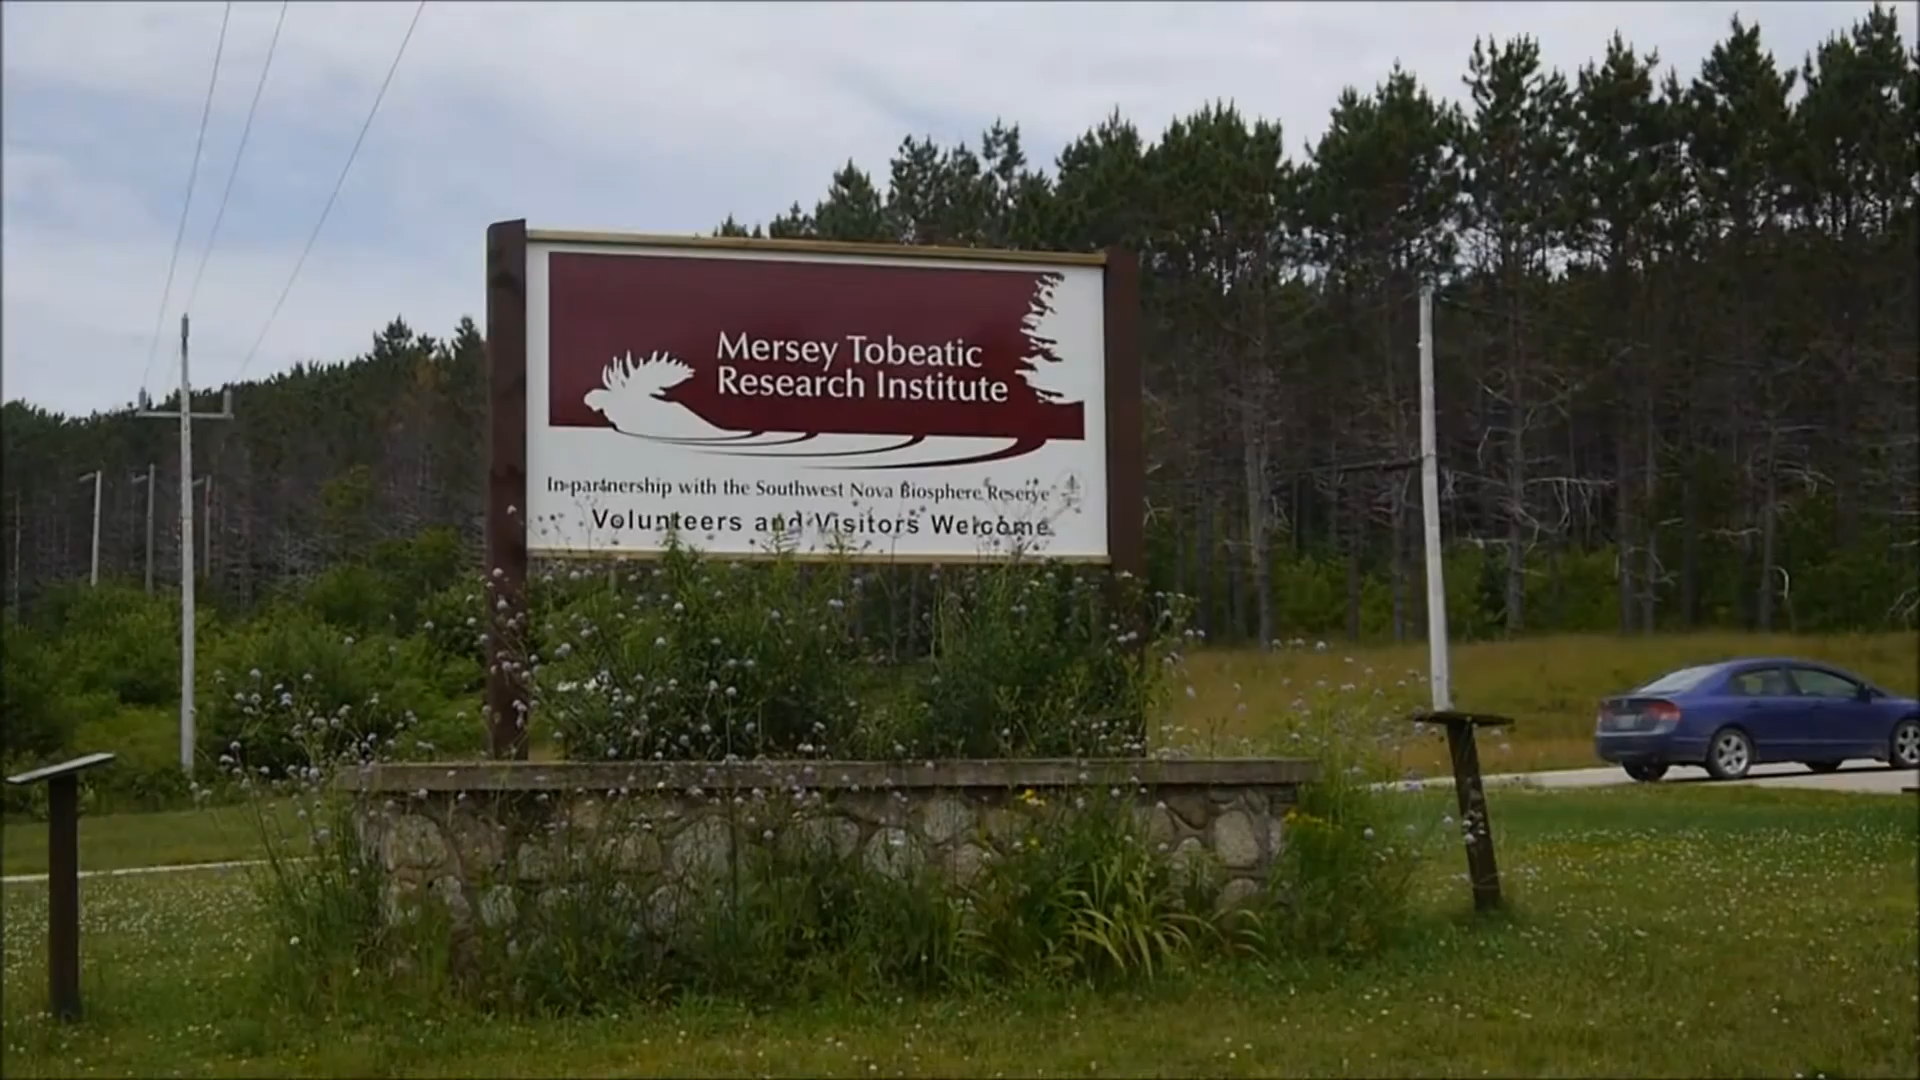 Mersey Tobeatic
Research Institute
In partnership with the Southwest Nova Biosphere Reserve
Volunteers and Visitors Welcome